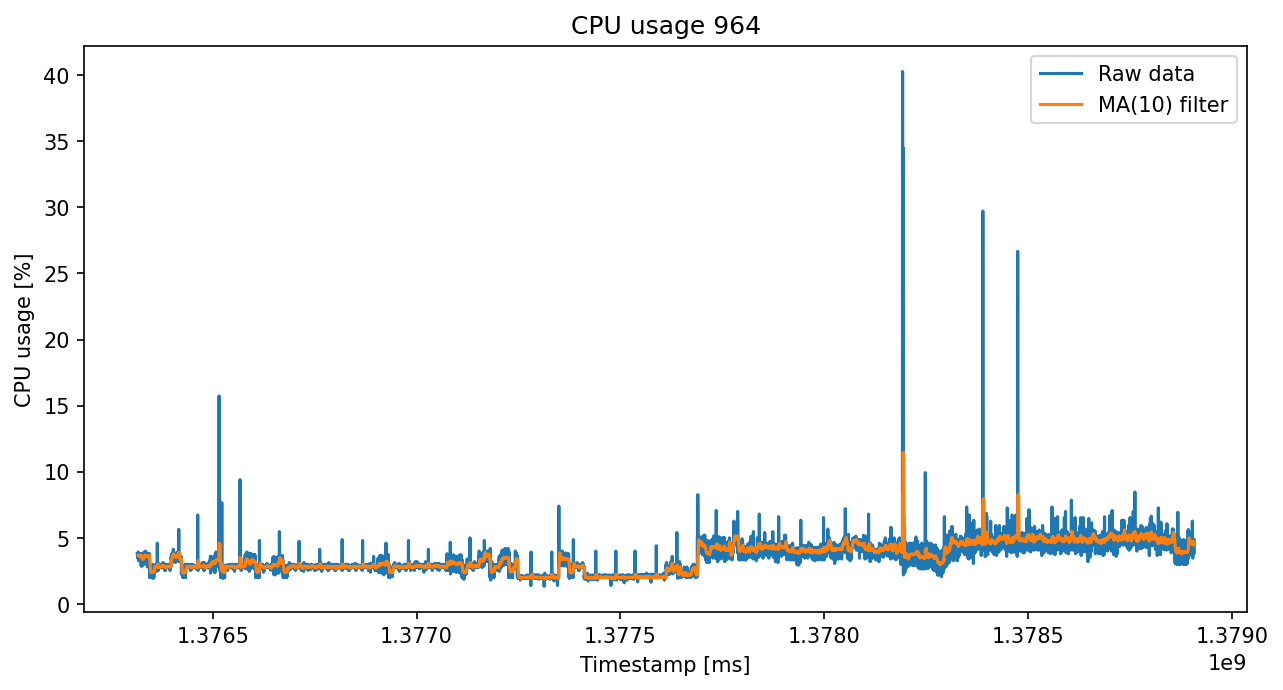 CPU usage 964
Raw data
MA(10) filter
CPU usage [%]
40
35
30
25
20
15
10
5
0
1.3765 1.3770 1.3775 1.3780 1.3785 1.3790
1e9
Timestamp [ms]